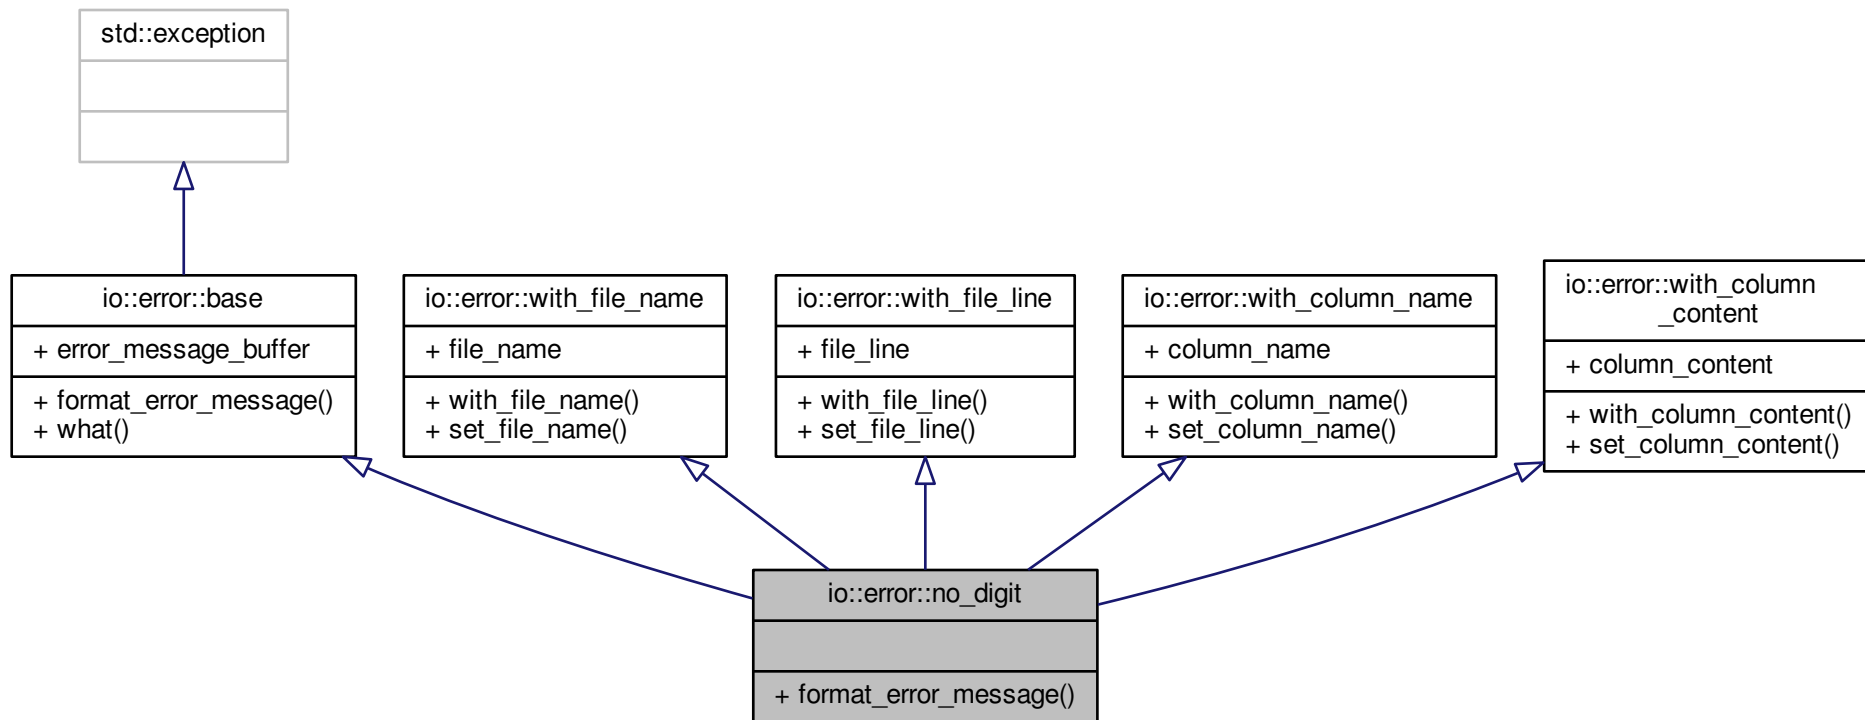 std::exception
io::error::base
+ error_message_buffer
+ format_error_message()
+ what()
io::error::with_file_name
+ file_name
+ with_file_name()
+ set_file_name()
io::error::with_file_line
+ file_line
+ with_file_line()
+ set_file_line()
io::error::with_column_name
+ column_name
+ with_column_name()
+ set_column_name()
io::error::with_column
_content
+ column_content
+ with_column_content()
+ set_column_content()
io::error::no_digit
+ format_error_message()